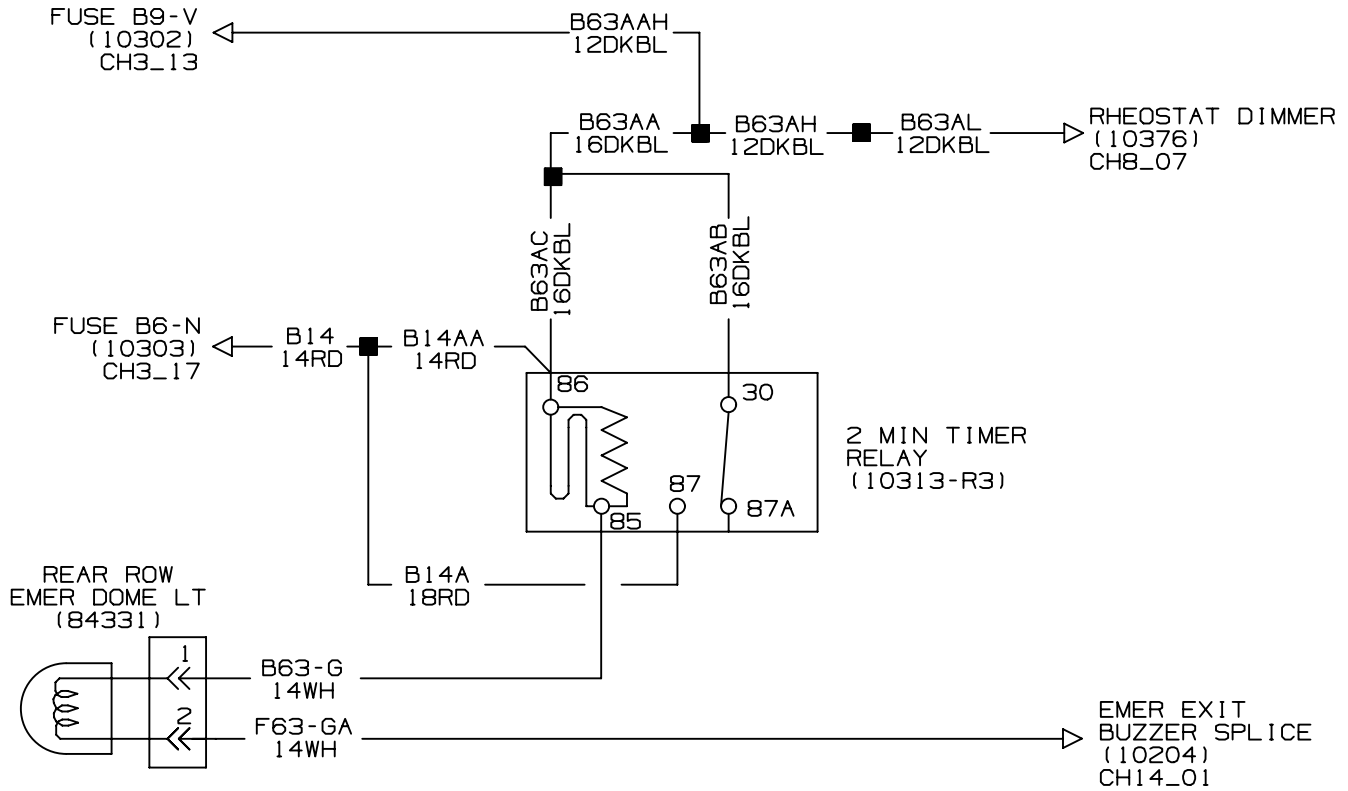 FUSE B9-V
(10302)
CH3_13
B63AAH
12DKBL
B63AA
16DKBL
B63AH
12DKBL
B63AL
12DKBL
RHEOSTAT DIMMER
(10376)
CH8_07
B63AC
16DKBL
B63AB
16DKBL
FUSE B6-N
(10303)
CH3_17
B14
14RD
B14AA
14RD
86
30
2 MIN TIMER
RELAY
(10313-R3)
87
85
87A
B14A
18RD
REAR ROW
EMER DOME LT
(84331)
1
B63-G
14WH
2
F63-GA
14WH
EMER EXIT
BUZZER SPLICE
(10204)
CH14_01